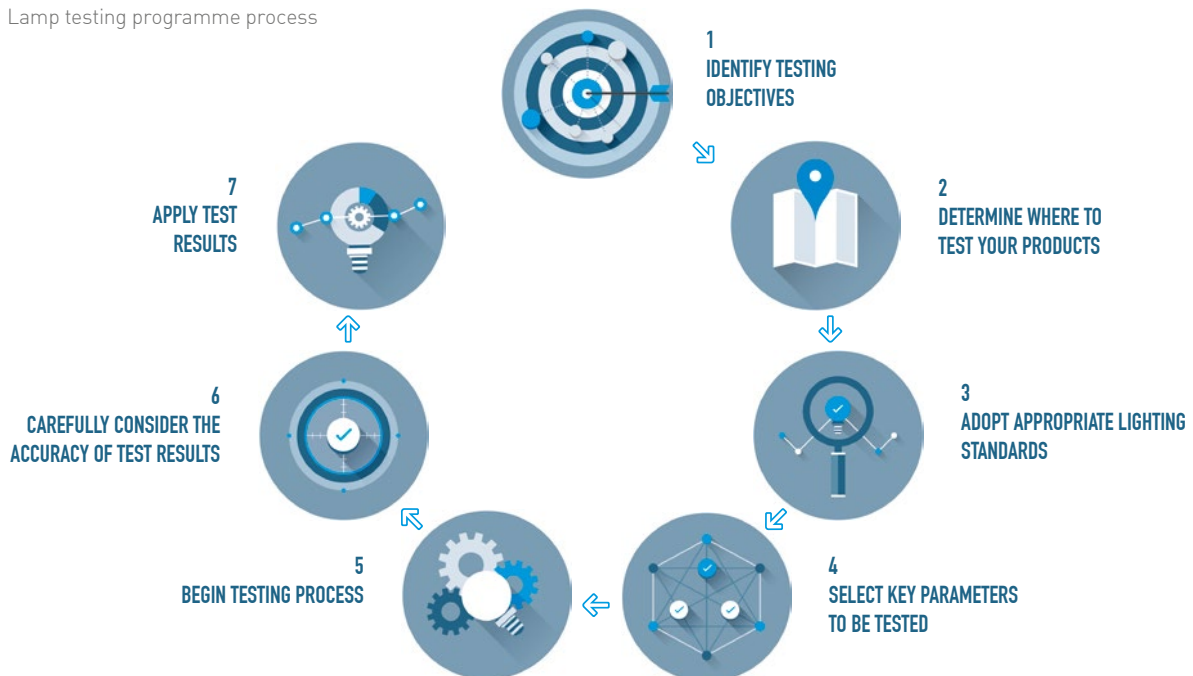 Lamp testing programme process
1
IDENTIFY TESTING
OBJECTIVES
2
DETERMINE WHERE TO
TEST YOUR PRODUCTS
3
ADOPT APPROPRIATE LIGHTING
STANDARDS
4
SELECT KEY PARAMETERS
TO BE TESTED
5
BEGIN TESTING PROCESS
6
CAREFULLY CONSIDER THE
ACCURACY OF TEST RESULTS
7
APPLY TEST
RESULTS